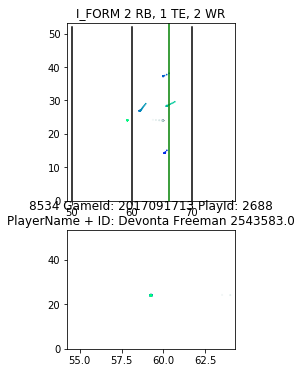 I_FORM 2 RB, 1 TE, 2 WR
50
40
30
20
10
0
50 60 70
8534 GameId: 2017091713 PlayId: 2688
PlayerName + ID: Devonta Freeman 2543583.0
40
20
0
55.0 57.5 60.0 62.5